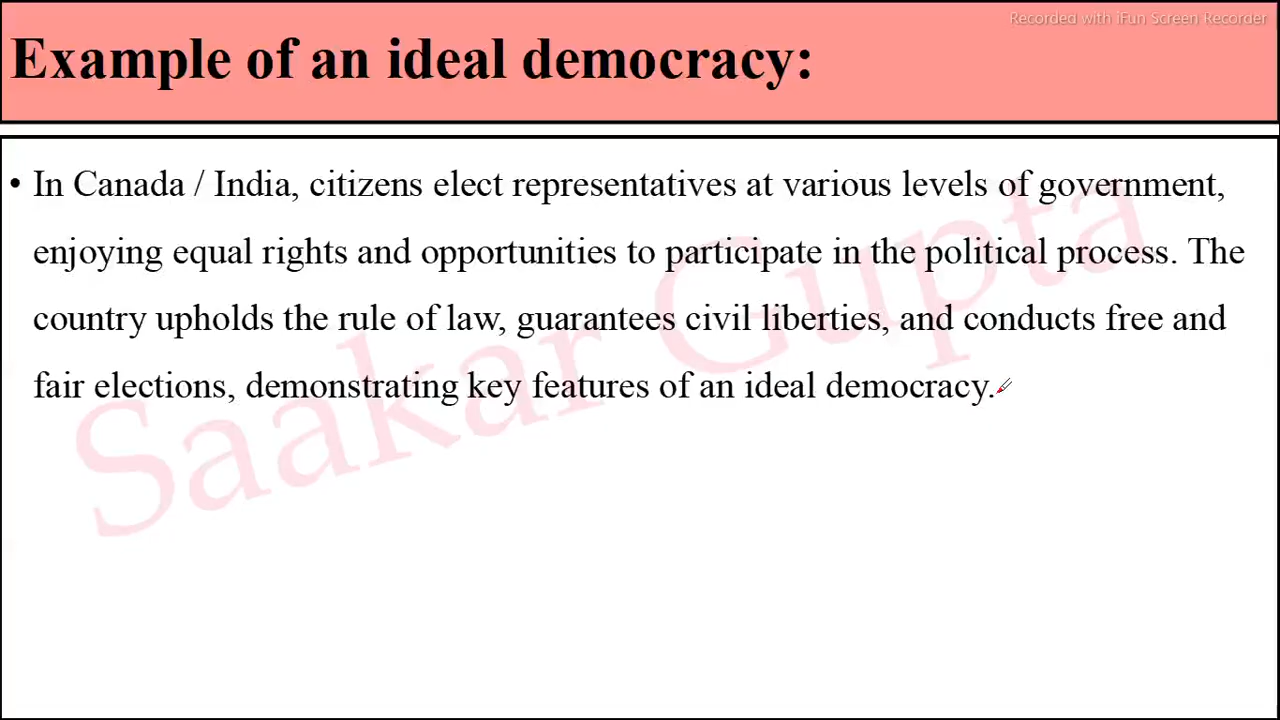 Recorded with iFun Screen Recorder
Example of an ideal democracy:
• In Canada / India, citizens elect representatives at various levels of government,
enjoying equal rights and opportunities to participate in the political process. The
country upholds the rule of law, guarantees civil liberties, and conducts free and
fair elections, demonstrating key features of an ideal democracy.
Saakar Gupta